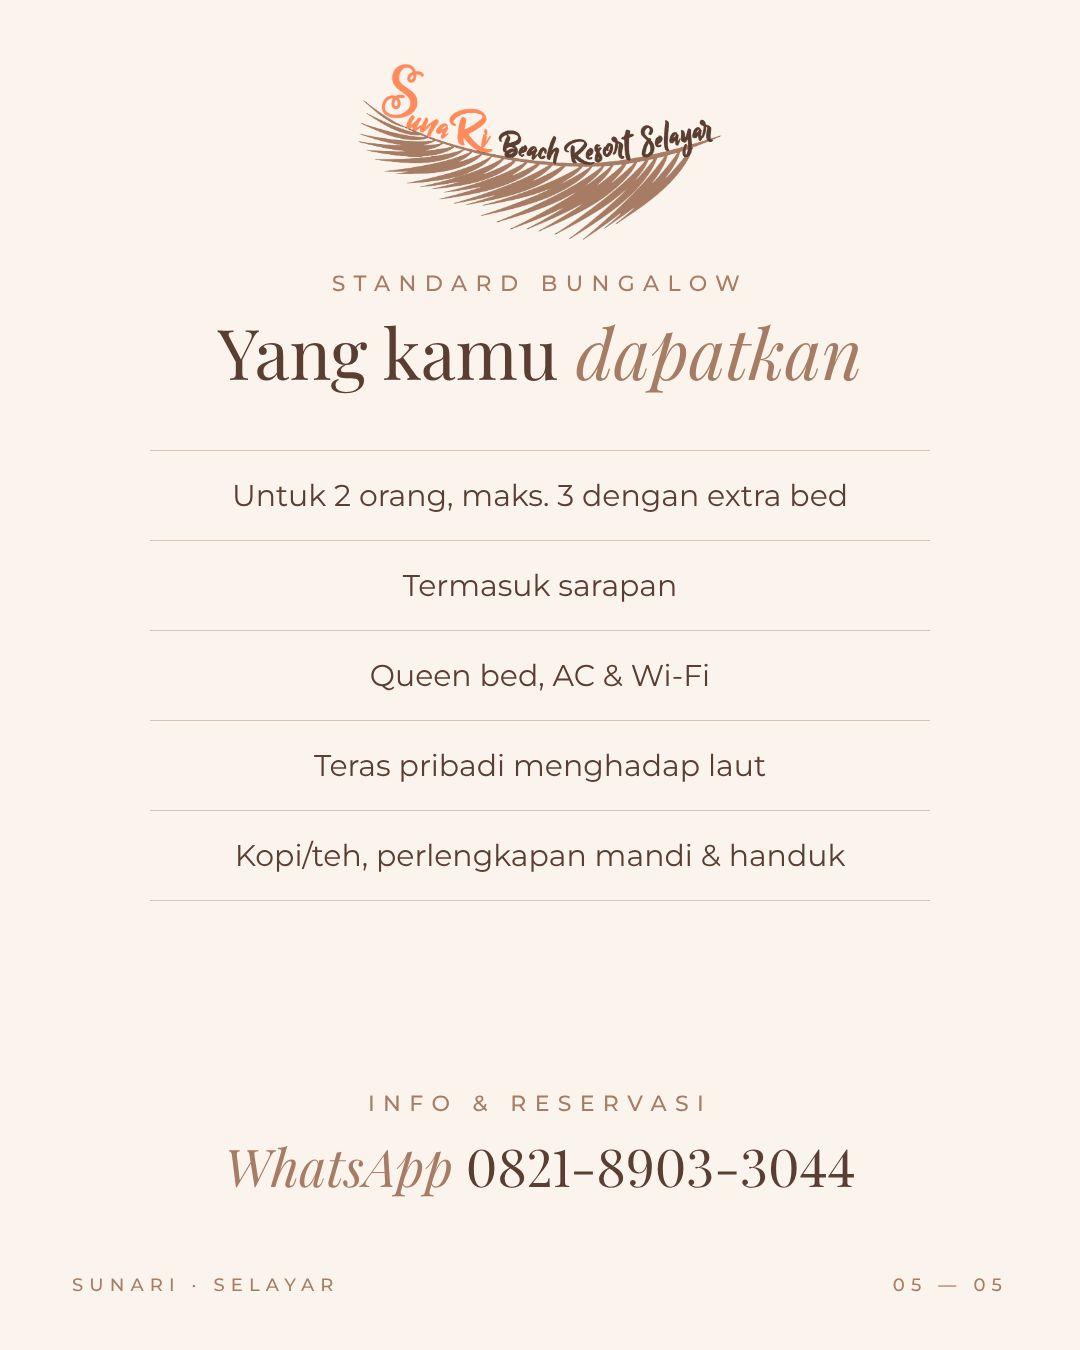 SunaRi Beach Resort Selayar
STANDARD BUNGALOW
Yang kamu dapatkan
Untuk 2 orang, maks. 3 dengan extra bed
Termasuk sarapan
Queen bed, AC & Wi-Fi
Teras pribadi menghadap laut
Kopi/teh, perlengkapan mandi & handuk
INFO & RESERVASI
WhatsApp 0821-8903-3044
SUNARI · SELAYAR
05 — 05